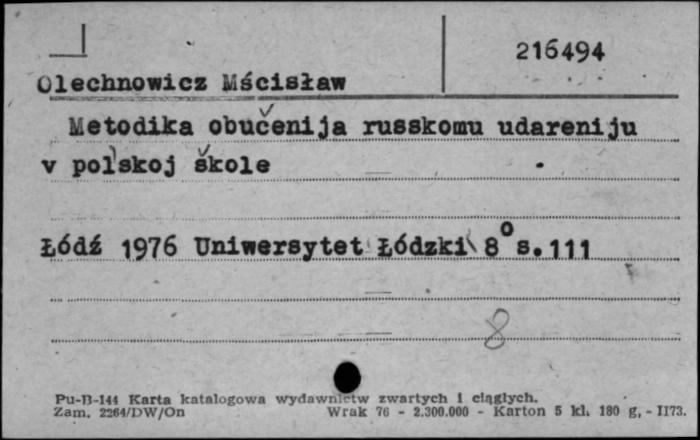 216494
Olechnowicz Mścisław
Metodika obučenija russkomu udareniju
v pol'skoj škole
Łódź 1976 Uniwersytet Łódzki 8° s.111
8
Pu-B-144 Karta katalogowa wydawnictw zwartych i ciągłych.
Zam. 2264/DW/On Wrak 76 - 2.300.000 - Karton 5 kl. 180 g. - 1173.